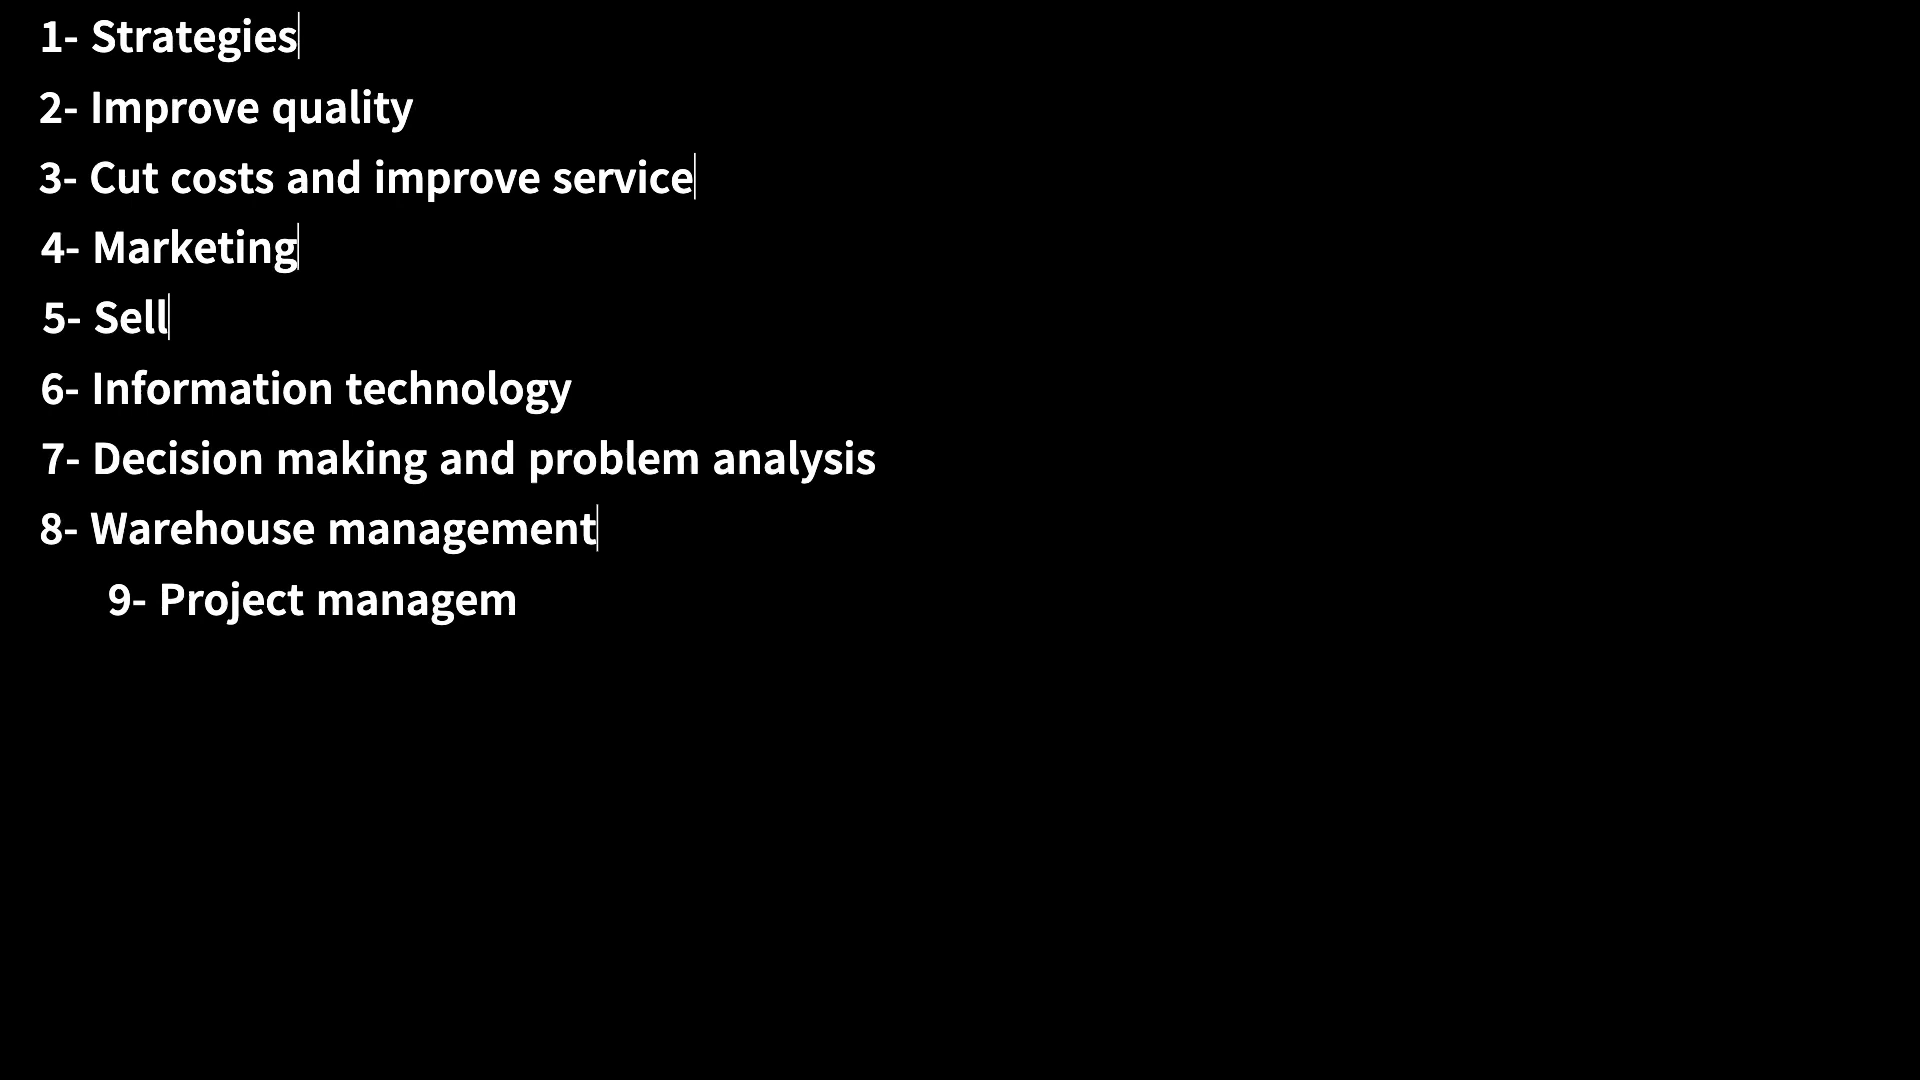 1- Strategies
2- Improve quality
3- Cut costs and improve service
4- Marketing
5- Sell
6- Information technology
7- Decision making and problem analysis
8- Warehouse management
9- Project managem